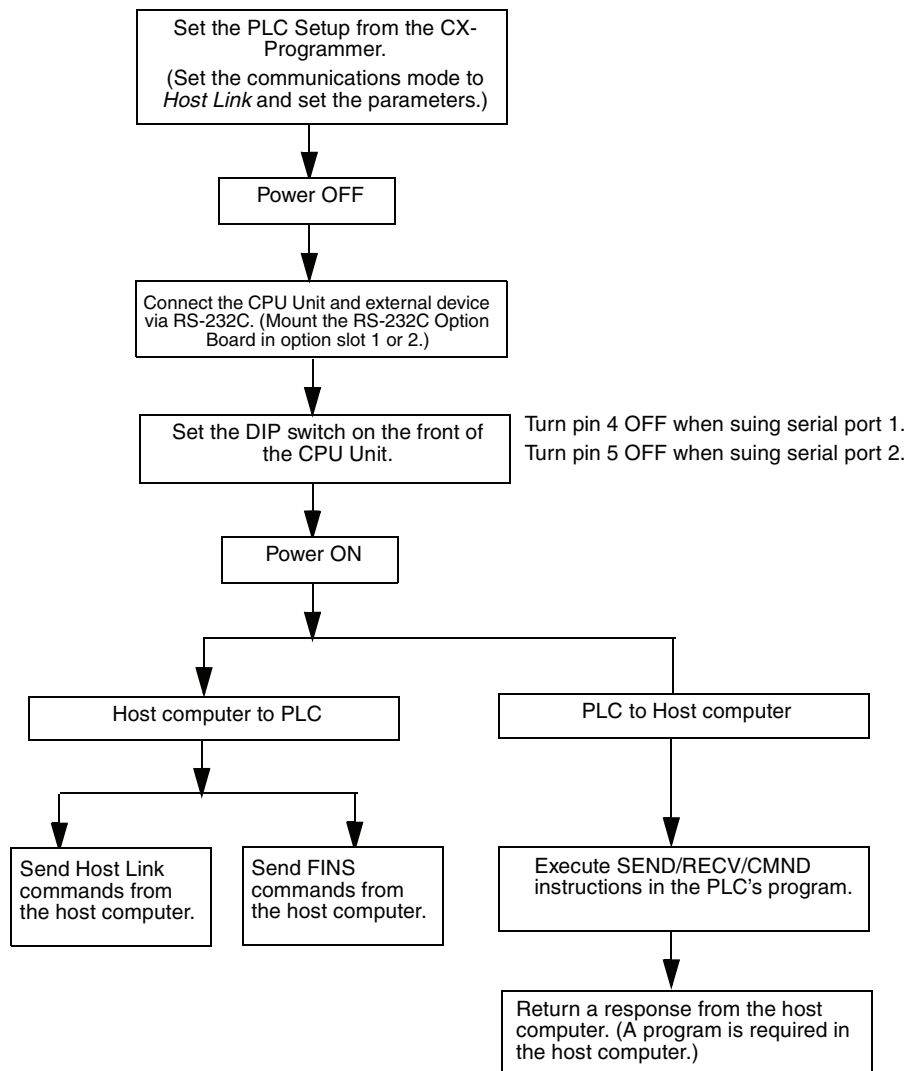 Set the PLC Setup from the CX-
Programmer.
(Set the communications mode to
Host Link and set the parameters.)
Power OFF
Connect the CPU Unit and external device
via RS-232C. (Mount the RS-232C Option
Board in option slot 1 or 2.)
Set the DIP switch on the front of
the CPU Unit.
Turn pin 4 OFF when suing serial port 1.
Turn pin 5 OFF when suing serial port 2.
Power ON
Host computer to PLC
PLC to Host computer
Send Host Link
commands from
the host computer.
Send FINS
commands from
the host computer.
Execute SEND/RECV/CMND
instructions in the PLC's program.
Return a response from the host
computer. (A program is required in
the host computer.)